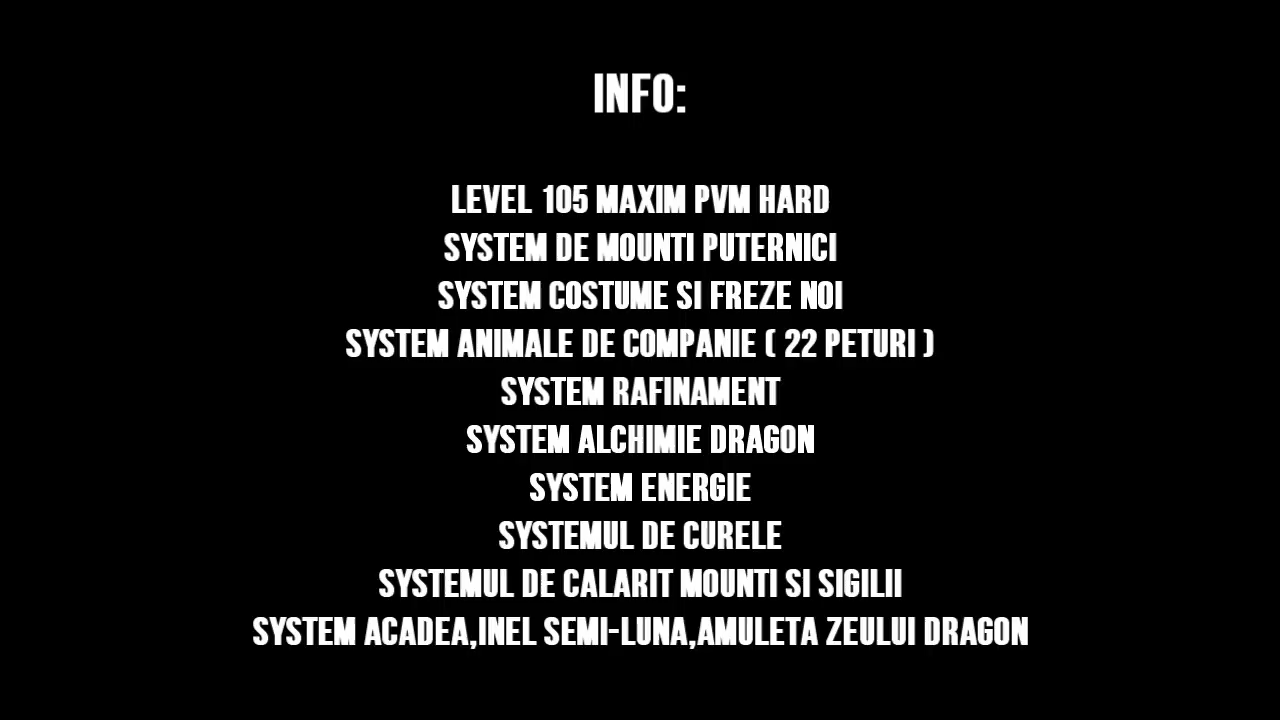 INFO:
LEVEL 105 MAXIM PVM HARD
SYSTEM DE MOUNTI PUTERNICI
SYSTEM COSTUME SI FREZE NOI
SYSTEM ANIMALE DE COMPANIE ( 22 PETURI )
SYSTEM RAFINAMENT
SYSTEM ALCHIMIE DRAGON
SYSTEM ENERGIE
SYSTEMUL DE CURELE
SYSTEMUL DE CALARIT MOUNTI SI SIGILII
SYSTEM ACADEA,INEL SEMI-LUNA,AMULETA ZEULUI DRAGON